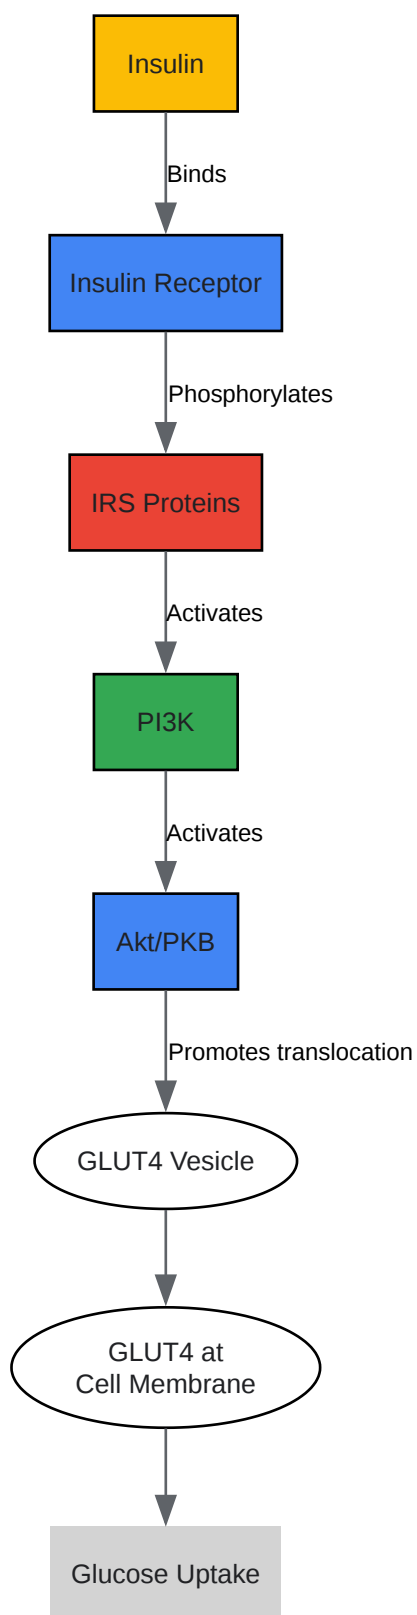 Insulin
Binds
Insulin Receptor
Phosphorylates
IRS Proteins
Activates
PI3K
Activates
Akt/PKB
Promotes translocation
GLUT4 Vesicle
GLUT4 at
Cell Membrane
Glucose Uptake